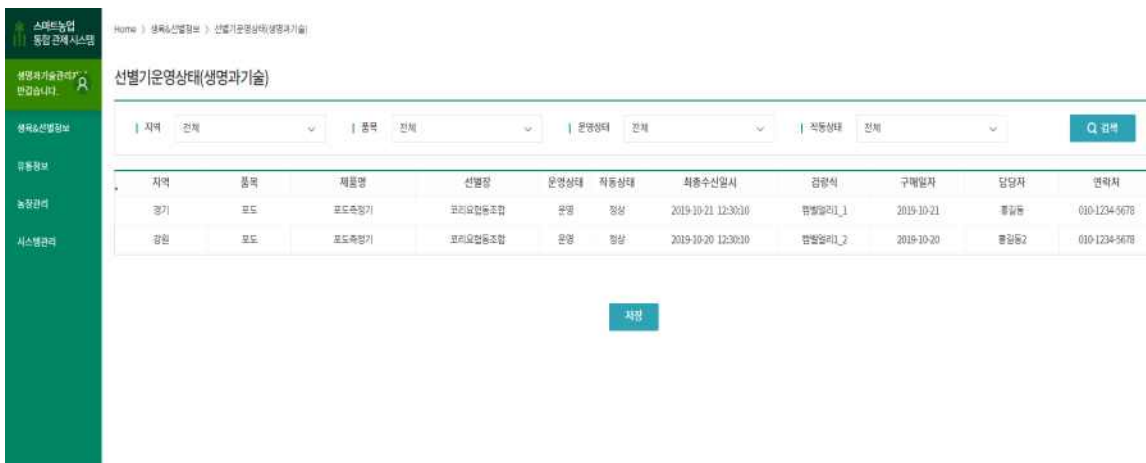 스마트농업
통합 관제 시스템
Home 〉 생육&선별정보 〉 선별기운영상태(생명과기술)
생명과기술관리자
반갑습니다.
선별기운영상태(생명과기술)
생육&선별정보
유통정보
농장관리
시스템관리
지역 전체 품목 전체 운영상태 전체 작동상태 전체 검색
지역 품목 제품명 선별장 운영상태 작동상태 최종수신일시 검량식 구매일자 담당자 연락처
경기 포도 포도측정기 코리요협동조합 운영 정상 2019-10-21 12:30:10 캠벨얼리1_1 2019-10-21 홍길동 010-1234-5678
강원 포도 포도측정기 코리요협동조합 운영 정상 2019-10-20 12:30:10 캠벨얼리1_2 2019-10-20 홍길동2 010-1234-5678
저장